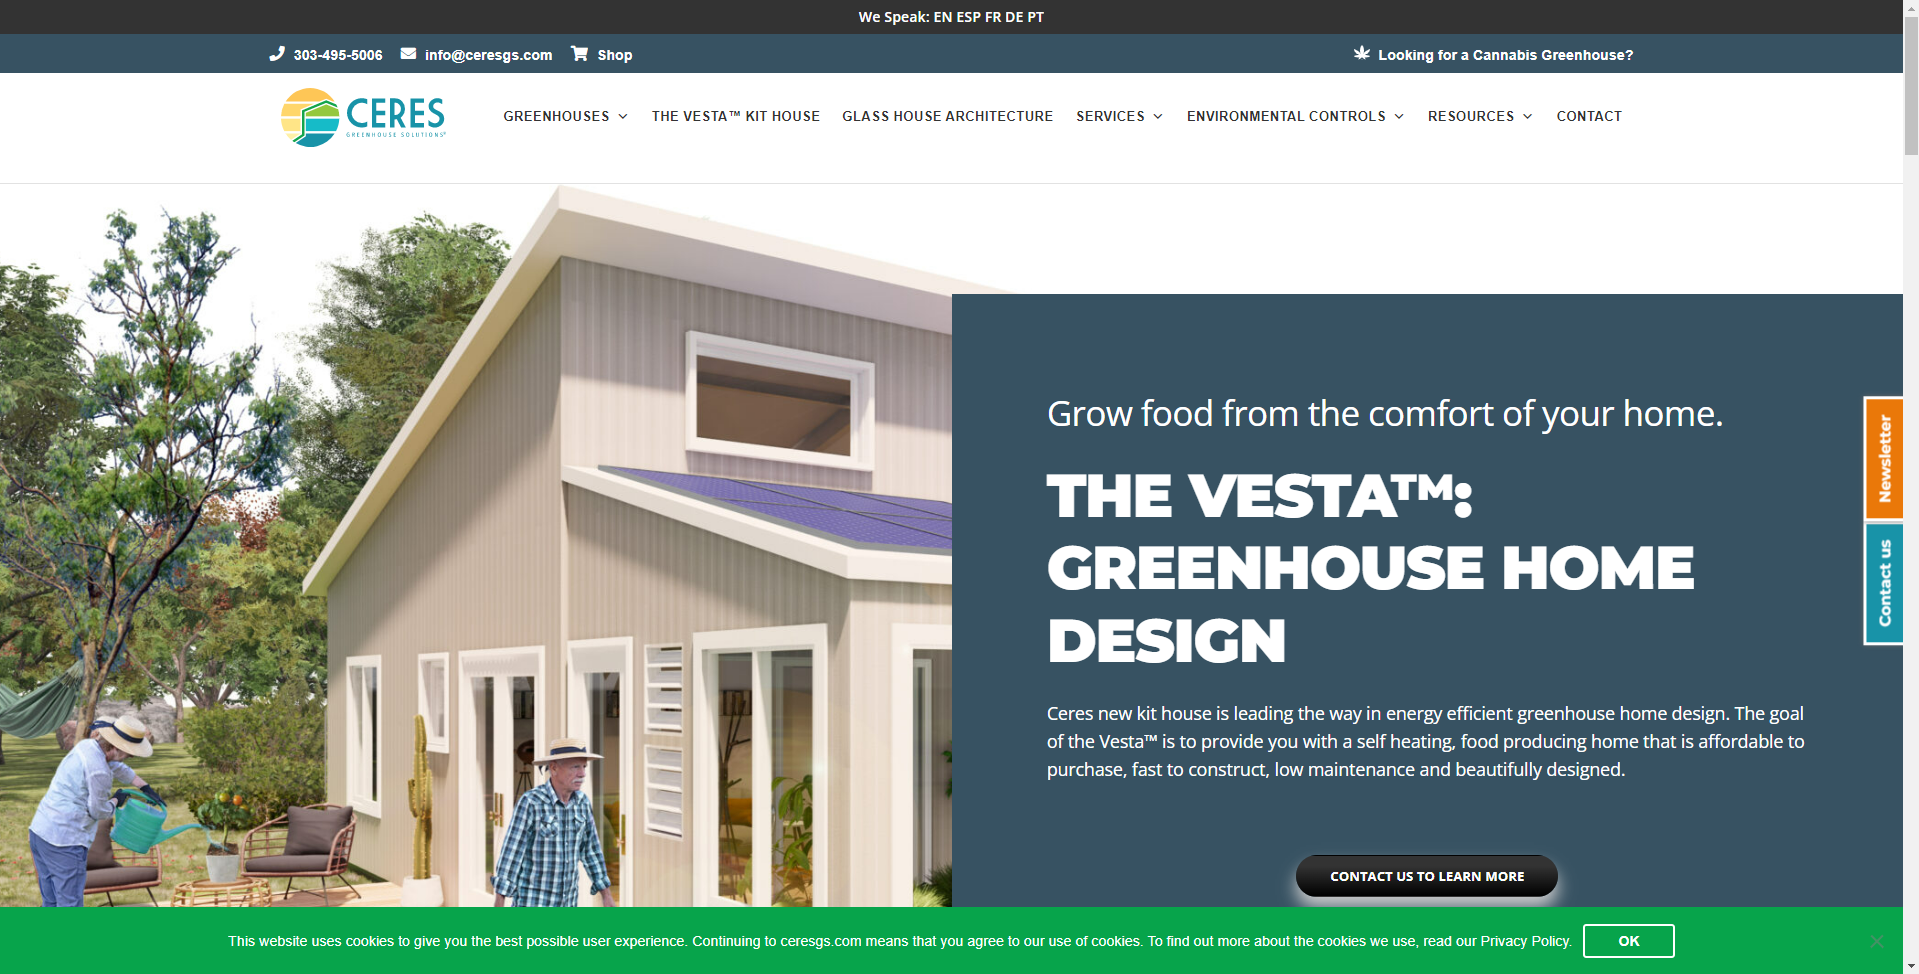 We Speak: EN ESP FR DE PT
303-495-5006 info@ceresgs.com Shop Looking for a Cannabis Greenhouse?
CERES
GREENHOUSE SOLUTIONS
GREENHOUSES THE VESTA™ KIT HOUSE GLASS HOUSE ARCHITECTURE SERVICES ENVIRONMENTAL CONTROLS RESOURCES CONTACT
Grow food from the comfort of your home.
THE VESTA™:
GREENHOUSE HOME
DESIGN
Ceres new kit house is leading the way in energy efficient greenhouse home design. The goal
of the Vesta™ is to provide you with a self heating, food producing home that is affordable to
purchase, fast to construct, low maintenance and beautifully designed.
CONTACT US TO LEARN MORE
Newsletter
Contact us
This website uses cookies to give you the best possible user experience. Continuing to ceresgs.com means that you agree to our use of cookies. To find out more about the cookies we use, read our Privacy Policy. OK